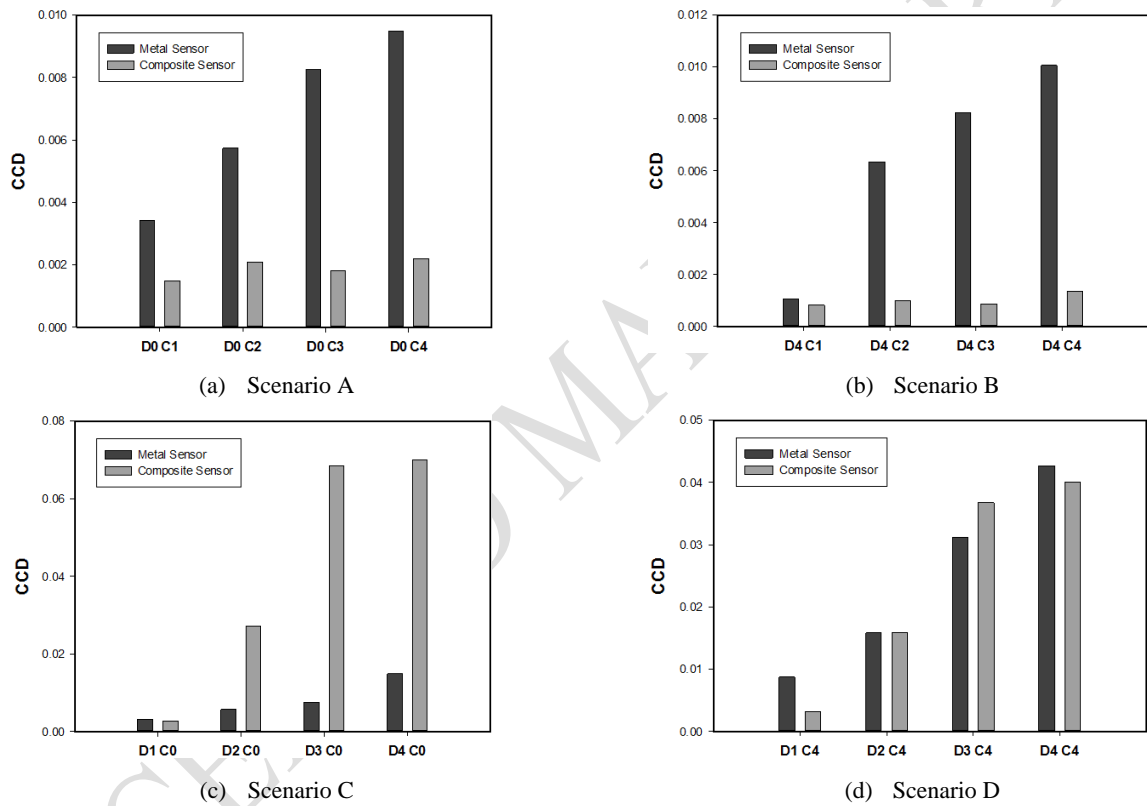 0.010
0.008
0.006
0.004
0.002
0.000
CCD
Metal Sensor
Composite Sensor
D0 C1 D0 C2 D0 C3 D0 C4
(a) Scenario A
0.012
0.010
0.008
0.006
0.004
0.002
0.000
CCD
Metal Sensor
Composite Sensor
D4 C1 D4 C2 D4 C3 D4 C4
(b) Scenario B
0.08
0.06
0.04
0.02
0.00
CCD
Metal Sensor
Composite Sensor
D1 C0 D2 C0 D3 C0 D4 C0
(c) Scenario C
0.05
0.04
0.03
0.02
0.01
0.00
CCD
Metal Sensor
Composite Sensor
D1 C4 D2 C4 D3 C4 D4 C4
(d) Scenario D